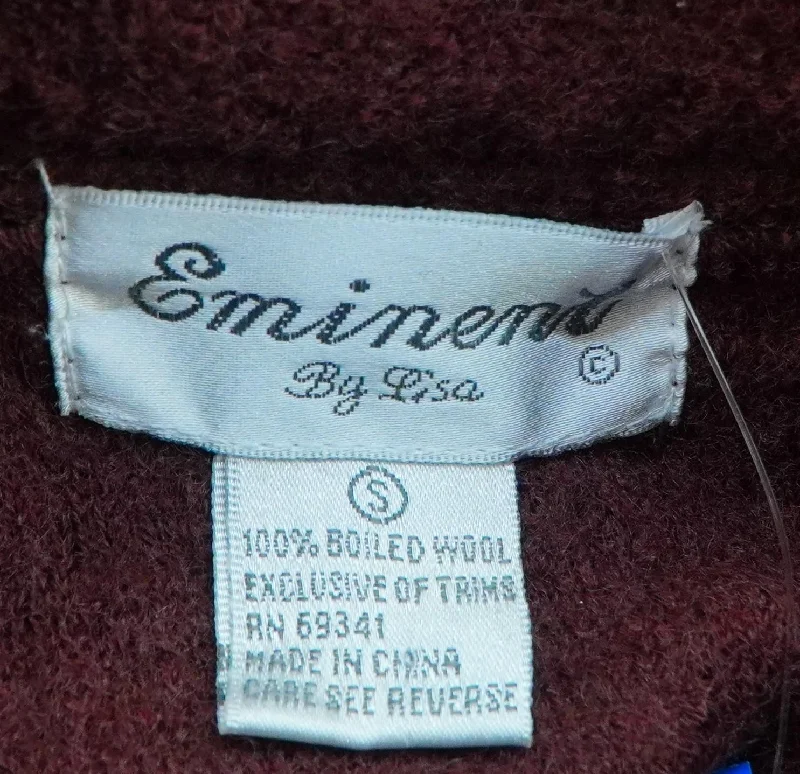 Eminent
©
By Lisa
S
100% BOILED WOOL
EXCLUSIVE OF TRIMS
RN 69341
MADE IN CHINA
CARE SEE REVERSE